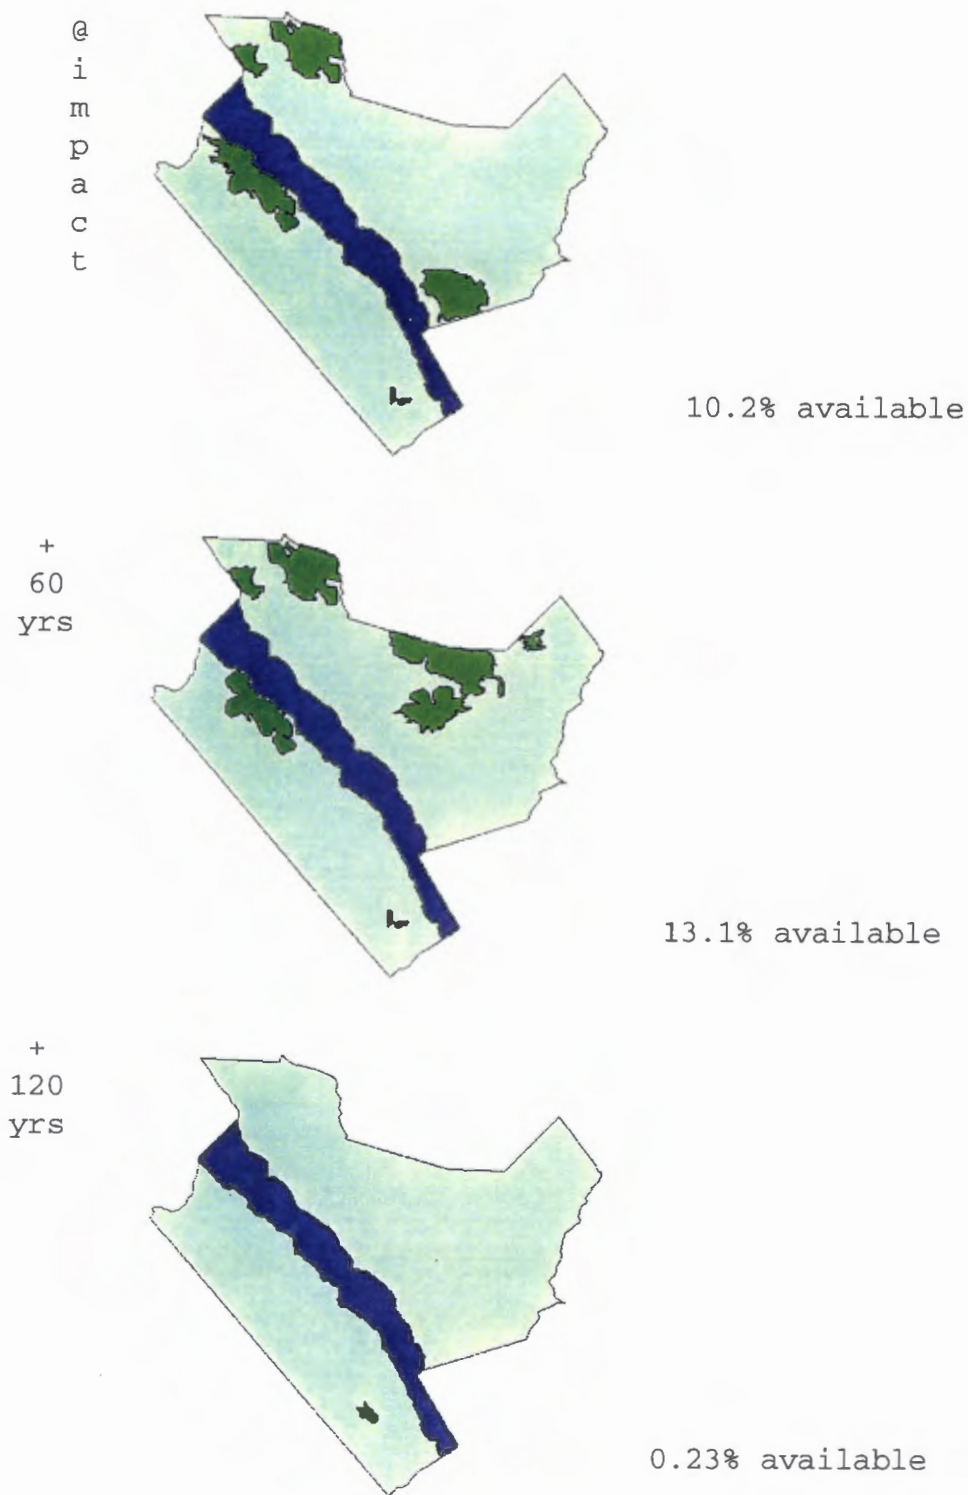 @
i
m
p
a
c
t
10.2% available
+
60
yrs
13.1% available
+
120
yrs
0.23% available